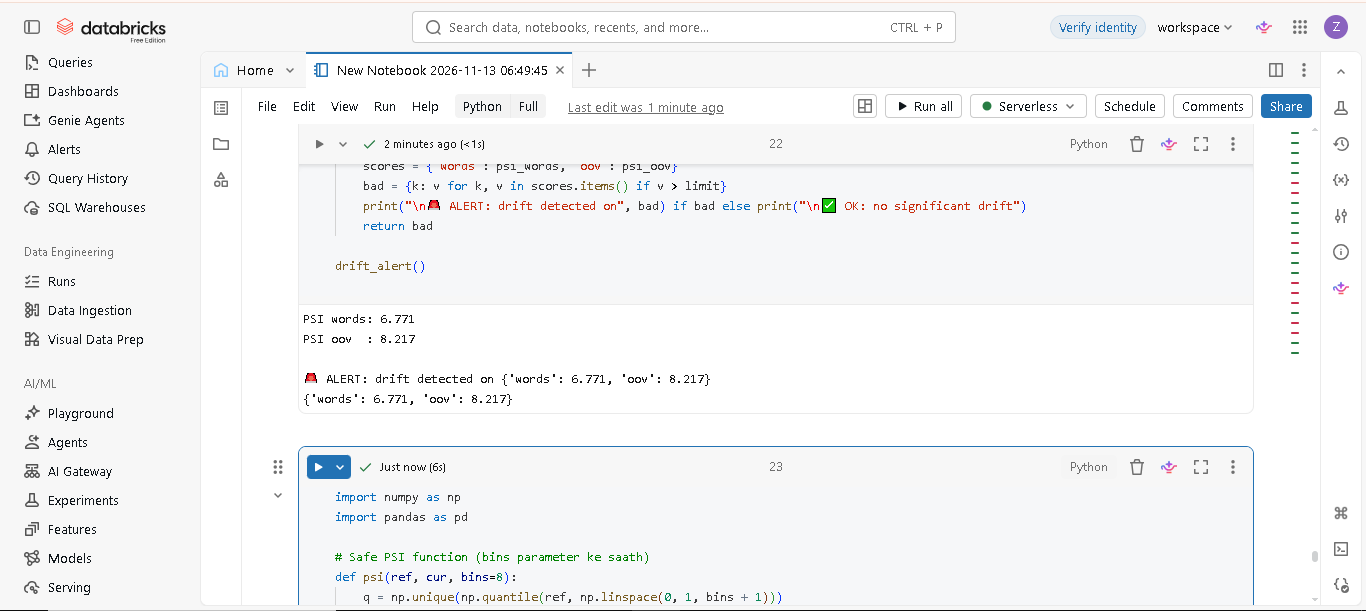 databricks
Free Edition
Search data, notebooks, recents, and more...
CTRL + P
Verify identity
workspace
Z
Queries
Dashboards
Genie Agents
Alerts
Query History
SQL Warehouses
Data Engineering
Runs
Data Ingestion
Visual Data Prep
AI/ML
Playground
Agents
AI Gateway
Experiments
Features
Models
Serving
Home
New Notebook 2026-11-13 06:49:45
File Edit View Run Help Python Full Last edit was 1 minute ago
Run all
Serverless
Schedule
Comments
Share
2 minutes ago (<1s)
22
Python
scores = {"words": psi_words, "oov": psi_oov}
bad = {k: v for k, v in scores.items() if v > limit}
print("\n🚨 ALERT: drift detected on", bad) if bad else print("\n✅ OK: no significant drift")
return bad
drift_alert()
PSI words: 6.771
PSI oov : 8.217
🚨 ALERT: drift detected on {'words': 6.771, 'oov': 8.217}
{'words': 6.771, 'oov': 8.217}
Just now (6s)
23
Python
import numpy as np
import pandas as pd
# Safe PSI function (bins parameter ke saath)
def psi(ref, cur, bins=8):
q = np.unique(np.quantile(ref, np.linspace(0, 1, bins + 1)))